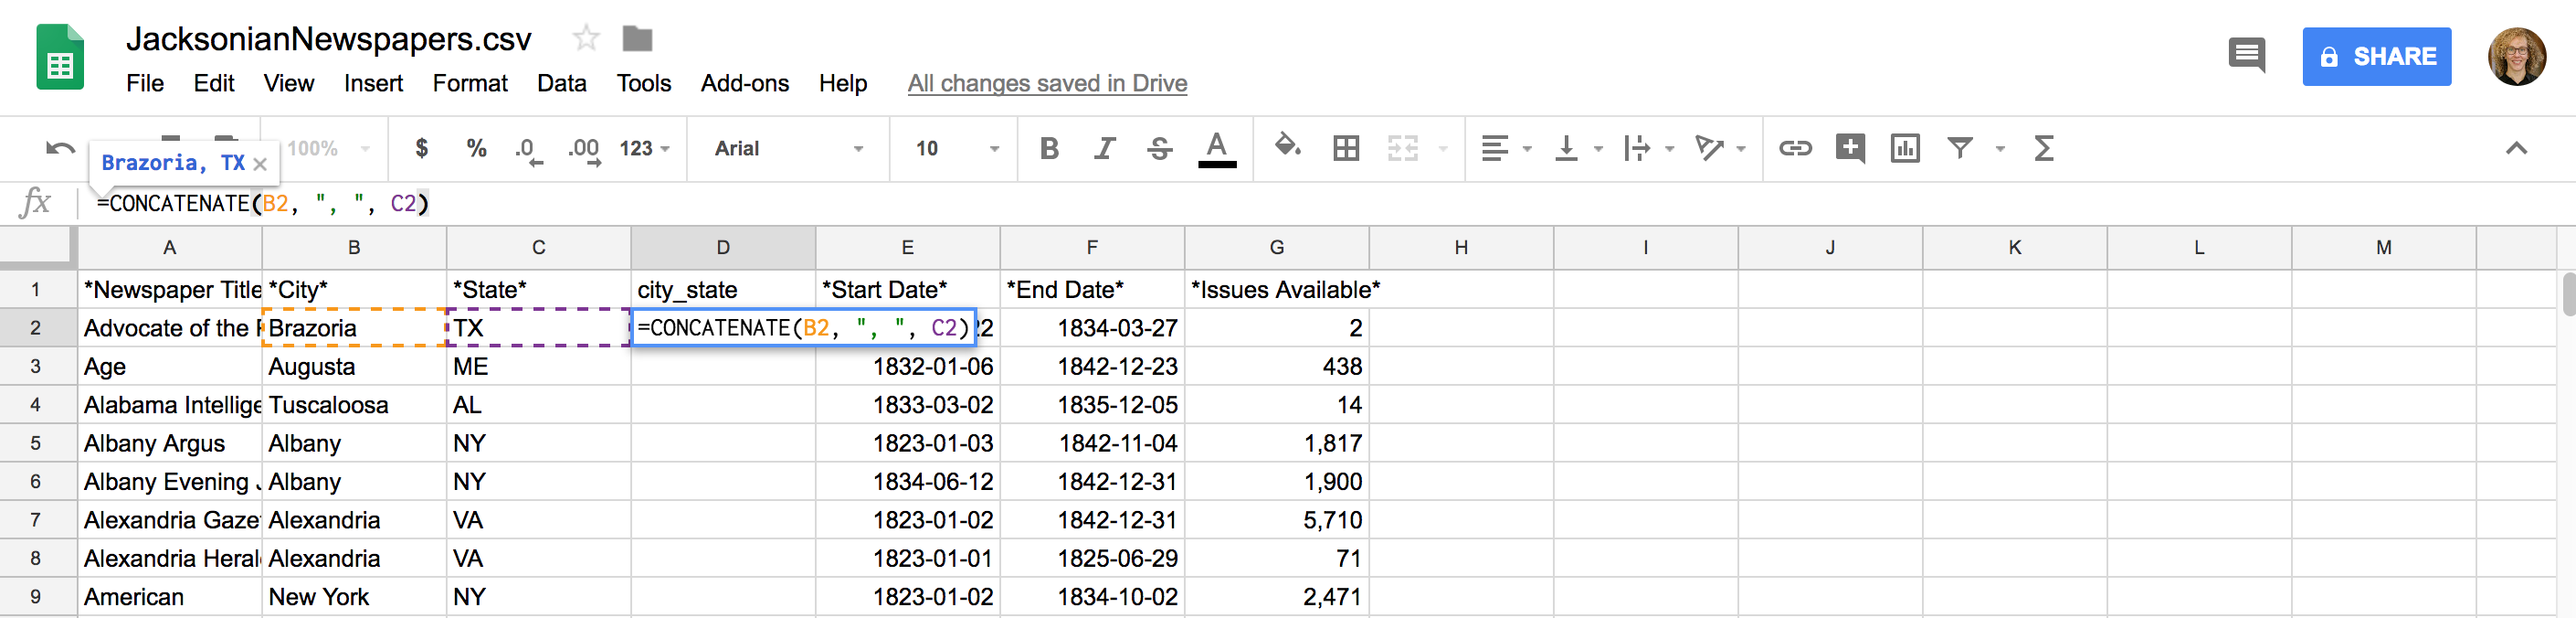 JacksonianNewspapers.csv
File Edit View Insert Format Data Tools Add-ons Help All changes saved in Drive
SHARE
100% $ % .0 .00 123 Arial 10 B I S A Σ
Brazoria, TX ×
fx =CONCATENATE(B2, ", ", C2)
A B C D E F G H I J K L M
1 *Newspaper Title *City* *State* city_state *Start Date* *End Date* *Issues Available*
2 Advocate of the Brazoria TX =CONCATENATE(B2, ", ", C2) 22 1834-03-27 2
3 Age Augusta ME 1832-01-06 1842-12-23 438
4 Alabama Intellige Tuscaloosa AL 1833-03-02 1835-12-05 14
5 Albany Argus Albany NY 1823-01-03 1842-11-04 1,817
6 Albany Evening Albany NY 1834-06-12 1842-12-31 1,900
7 Alexandria Gaze Alexandria VA 1823-01-02 1842-12-31 5,710
8 Alexandria Heral Alexandria VA 1823-01-01 1825-06-29 71
9 American New York NY 1823-01-02 1834-10-02 2,471